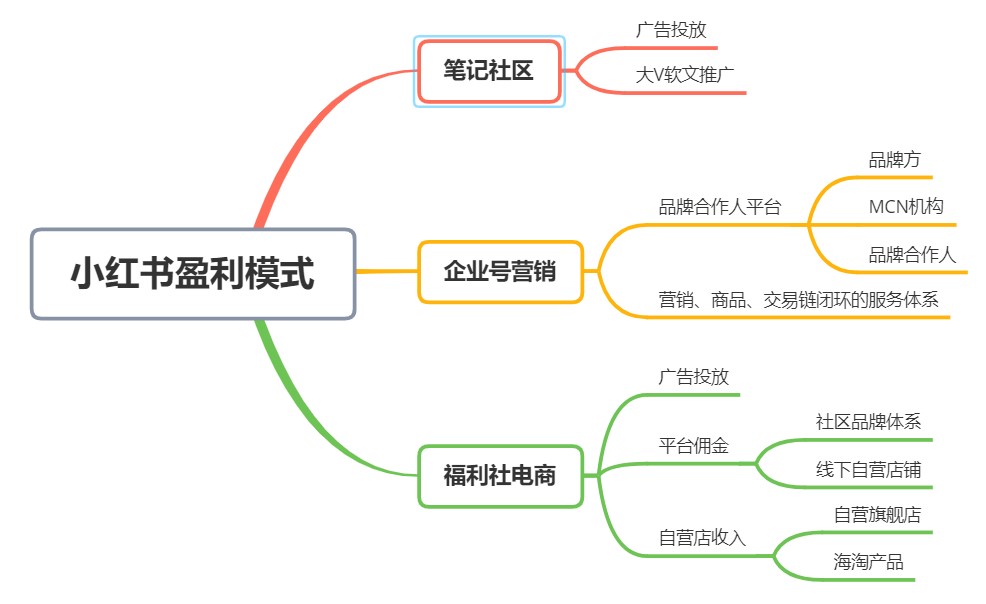 小红书盈利模式
笔记社区
广告投放
大V软文推广
企业号营销
品牌合作人平台
品牌方
MCN机构
品牌合作人
营销、商品、交易链闭环的服务体系
福利社电商
广告投放
平台佣金
社区品牌体系
线下自营店铺
自营店收入
自营旗舰店
海淘产品